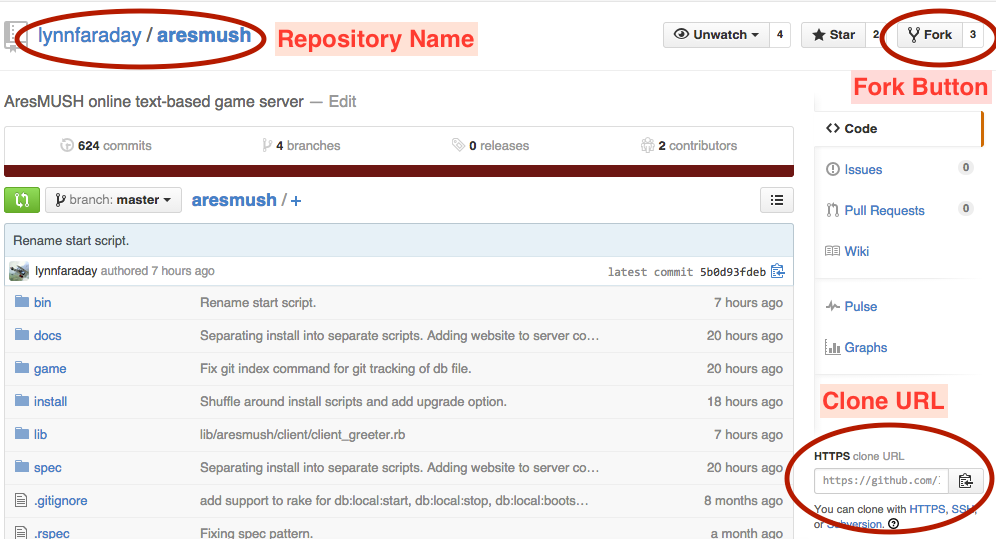 lynnfaraday / aresmush
Repository Name
Unwatch 4
Star 2
Fork 3
Fork Button
AresMUSH online text-based game server — Edit
624 commits
4 branches
0 releases
2 contributors
branch: master
aresmush / +
Rename start script.
lynnfaraday authored 7 hours ago
latest commit 5b0d93fdeb
bin Rename start script. 7 hours ago
docs Separating install into separate scripts. Adding website to server co… 20 hours ago
game Fix git index command for git tracking of db file. 20 hours ago
install Shuffle around install scripts and add upgrade option. 18 hours ago
lib lib/aresmush/client/client_greeter.rb 7 hours ago
spec Separating install into separate scripts. Adding website to server co… 20 hours ago
.gitignore add support to rake for db:local:start, db:local:stop, db:local:boots… 8 months ago
.rspec Fixing spec pattern. a month ago
Code
Issues 0
Pull Requests 0
Wiki
Pulse
Graphs
Clone URL
HTTPS clone URL
https://github.com/
You can clone with HTTPS, SSH,
or Subversion.